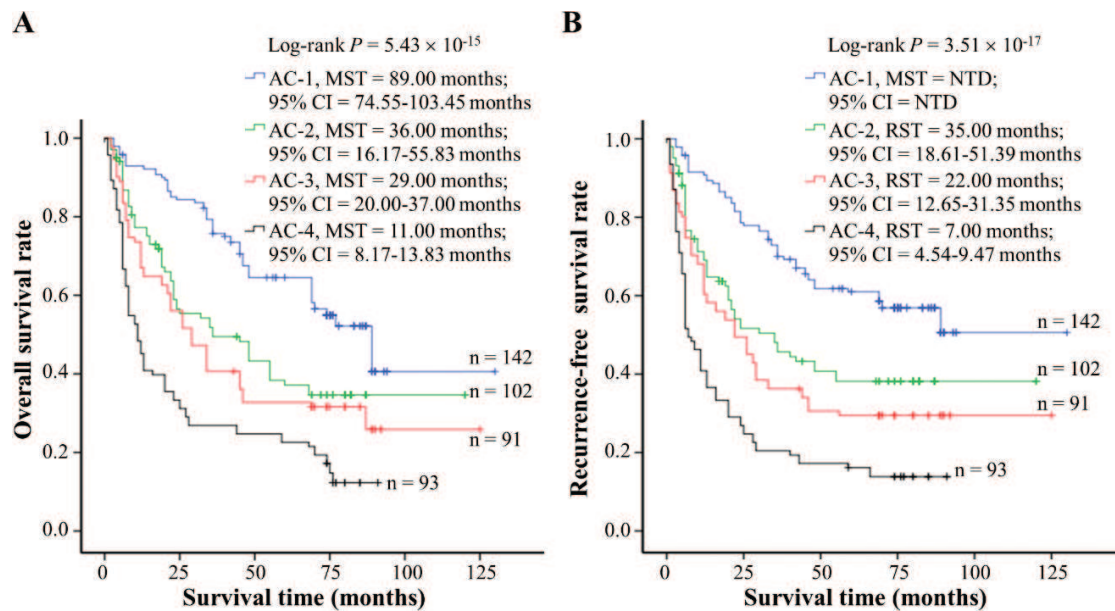 A
Log-rank P = 5.43 × 10-15
AC-1, MST = 89.00 months;
95% CI = 74.55-103.45 months
AC-2, MST = 36.00 months;
95% CI = 16.17-55.83 months
AC-3, MST = 29.00 months;
95% CI = 20.00-37.00 months
AC-4, MST = 11.00 months;
95% CI = 8.17-13.83 months
Overall survival rate
1.0
0.8
0.6
0.4
0.2
0.0
n = 142
n = 102
n = 91
n = 93
0 25 50 75 100 125
Survival time (months)
B
Log-rank P = 3.51 × 10-17
AC-1, MST = NTD;
95% CI = NTD
AC-2, RST = 35.00 months;
95% CI = 18.61-51.39 months
AC-3, RST = 22.00 months;
95% CI = 12.65-31.35 months
AC-4, RST = 7.00 months;
95% CI = 4.54-9.47 months
Recurrence-free survival rate
1.0
0.8
0.6
0.4
0.2
0.0
n = 142
n = 102
n = 91
n = 93
0 25 50 75 100 125
Survival time (months)